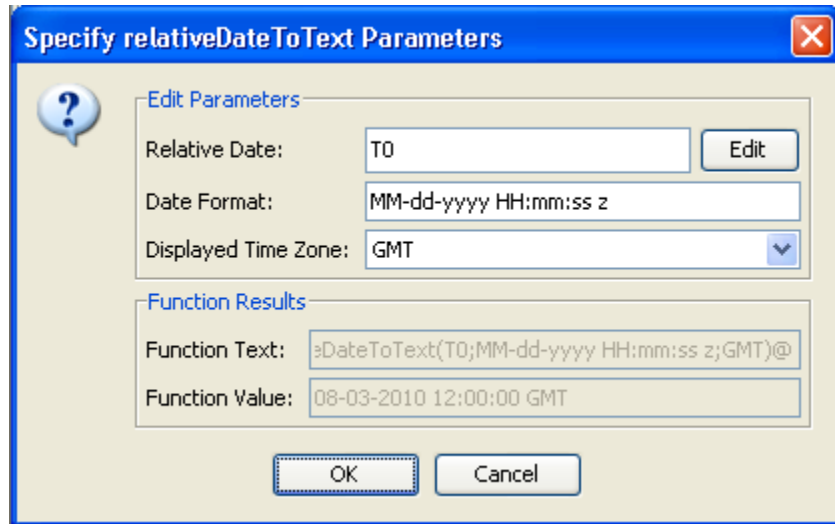 Specify relativeDateToText Parameters
Edit Parameters
Relative Date: T0 Edit
Date Format: MM-dd-yyyy HH:mm:ss z
Displayed Time Zone: GMT
Function Results
Function Text: eDateToText(T0;MM-dd-yyyy HH:mm:ss z;GMT)@
Function Value: 08-03-2010 12:00:00 GMT
OK Cancel